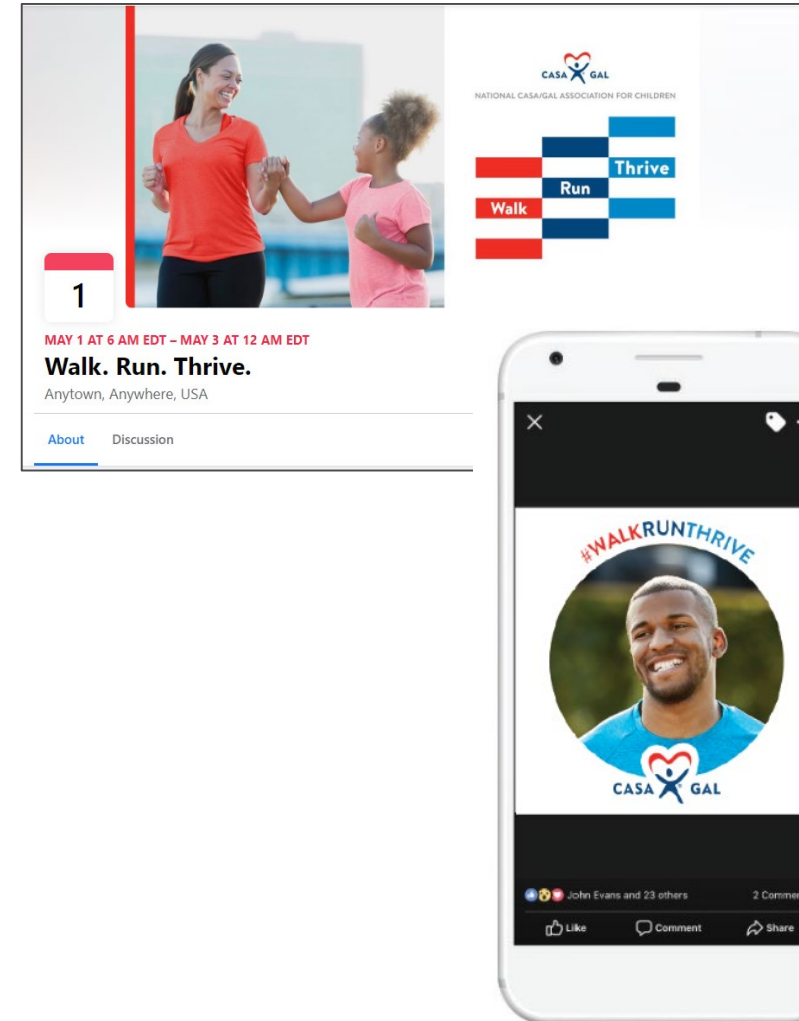 CASA GAL
NATIONAL CASA/GAL ASSOCIATION FOR CHILDREN
Thrive
Run
Walk
1
MAY 1 AT 6 AM EDT – MAY 3 AT 12 AM EDT
Walk. Run. Thrive.
Anytown, Anywhere, USA
About Discussion
#WALKRUNTHRIVE
CASA GAL
John Evans and 23 others 2 Commen
Like Comment Share